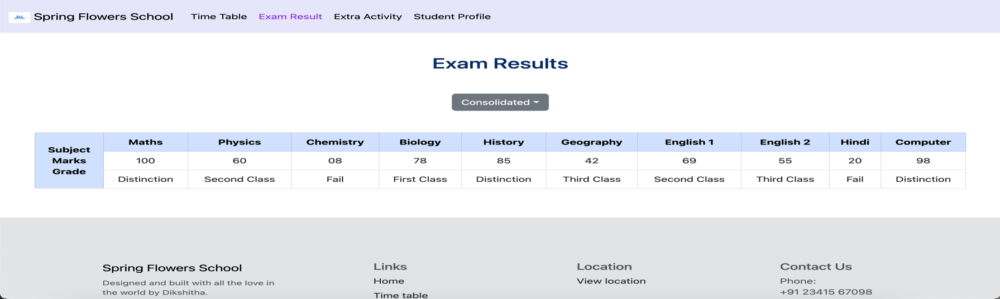 Spring Flowers School Time Table Exam Result Extra Activity Student Profile
Exam Results
Consolidated
Subject Maths Physics Chemistry Biology History Geography English 1 English 2 Hindi Computer
Marks 100 60 08 78 85 42 69 55 20 98
Grade Distinction Second Class Fail First Class Distinction Third Class Second Class Third Class Fail Distinction
Spring Flowers School
Designed and built with all the love in
the world by Dikshitha.
Links
Home
Time table
Location
View location
Contact Us
Phone:
+91 23415 67098